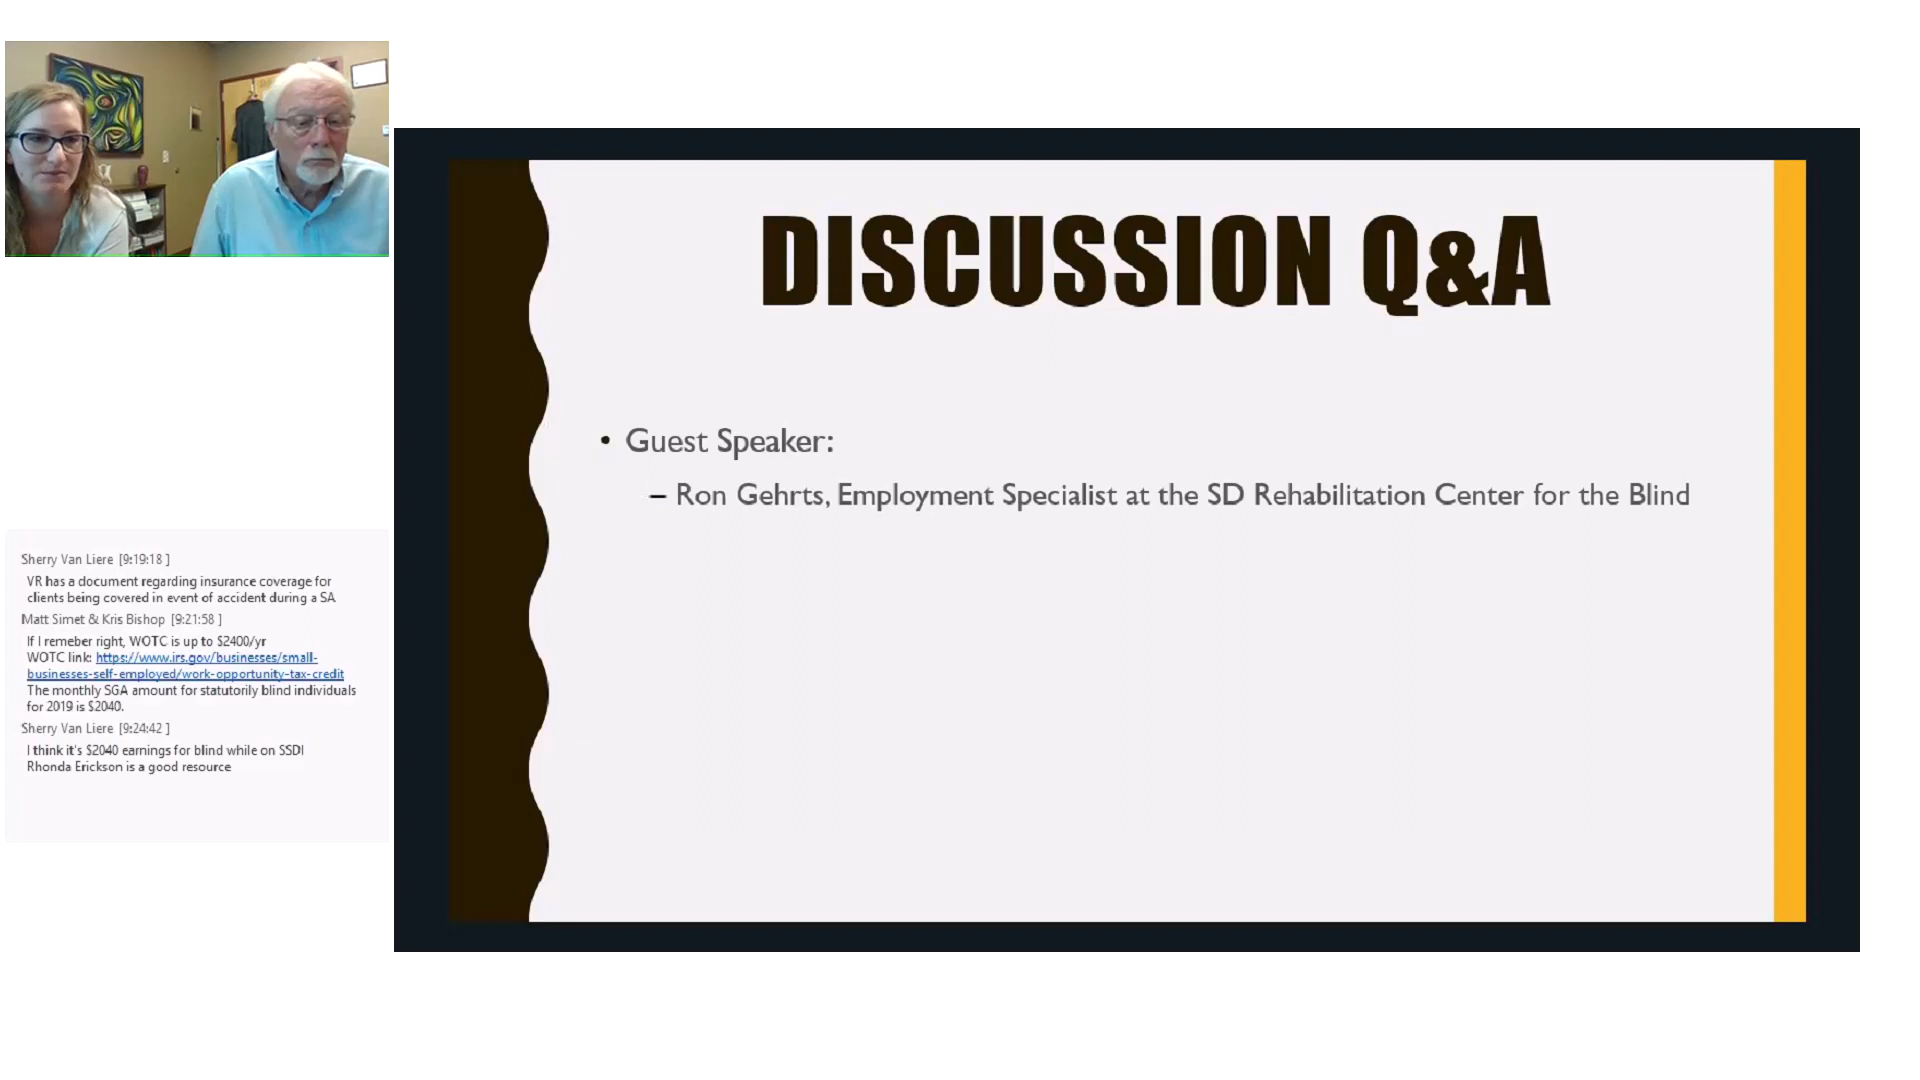 DISCUSSION Q&A
• Guest Speaker:
– Ron Gehrts, Employment Specialist at the SD Rehabilitation Center for the Blind
Sherry Van Liere [9:19:18 ]
VR has a document regarding insurance coverage for
clients being covered in event of accident during a SA
Matt Simet & Kris Bishop [9:21:58 ]
If I remeber right, WOTC is up to $2400/yr
WOTC link: https://www.irs.gov/businesses/small-
businesses-self-employed/work-opportunity-tax-credit
The monthly SGA amount for statutorily blind individuals
for 2019 is $2040.
Sherry Van Liere [9:24:42 ]
I think it's $2040 earnings for blind while on SSDI
Rhonda Erickson is a good resource